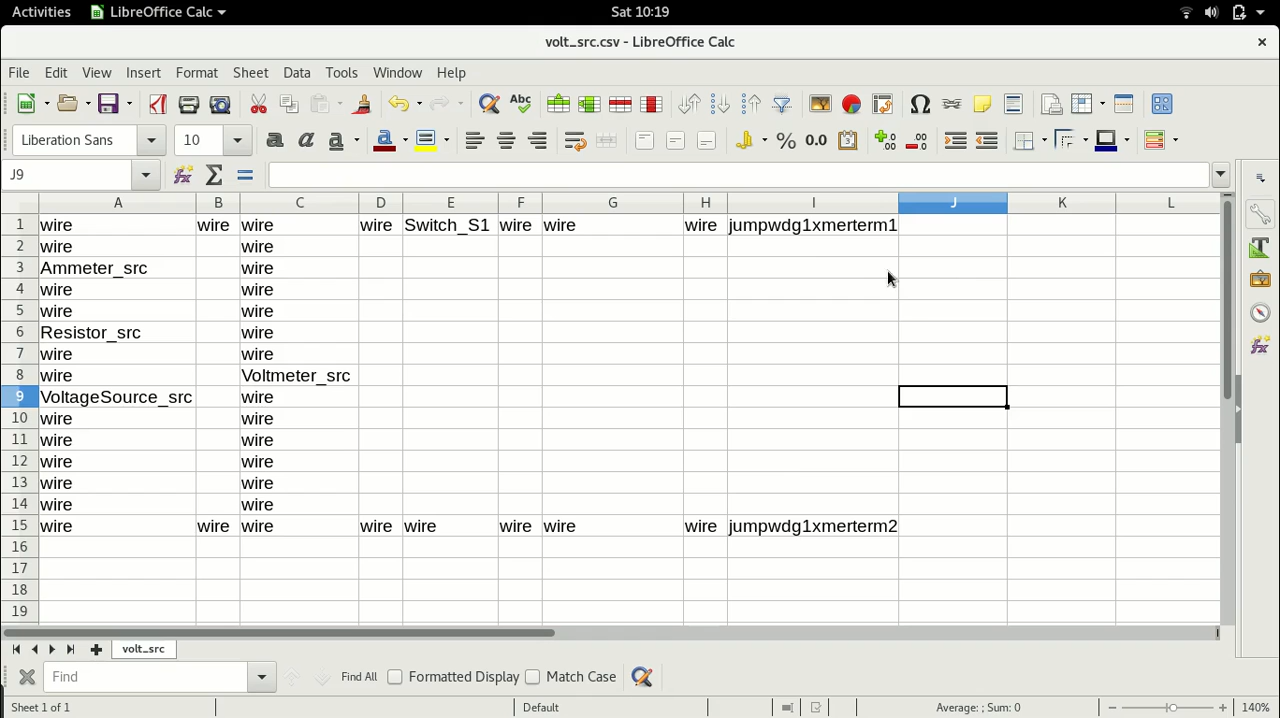 Activities LibreOffice Calc Sat 10:19
volt_src.csv - LibreOffice Calc
File Edit View Insert Format Sheet Data Tools Window Help
Liberation Sans 10
J9
A B C D E F G H I J K L
1 wire wire wire wire Switch_S1 wire wire wire jumpwdg1xmerterm1
2 wire wire
3 Ammeter_src wire
4 wire wire
5 wire wire
6 Resistor_src wire
7 wire wire
8 wire Voltmeter_src
9 VoltageSource_src wire
10 wire wire
11 wire wire
12 wire wire
13 wire wire
14 wire wire
15 wire wire wire wire wire wire wire wire jumpwdg1xmerterm2
16
17
18
19
volt_src
Find Find All Formatted Display Match Case
Sheet 1 of 1 Default Average: ; Sum: 0 140%